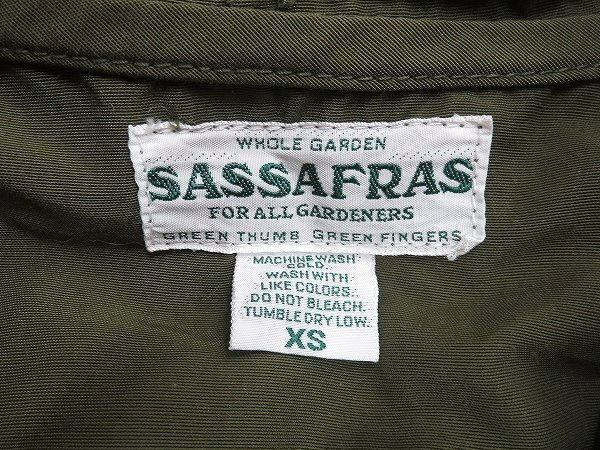 WHOLE GARDEN
SASSAFRAS
FOR ALL GARDENERS
GREEN THUMB GREEN FINGERS
MACHINE WASH
COLD.
WASH WITH
LIKE COLORS.
DO NOT BLEACH.
TUMBLE DRY LOW.
XS